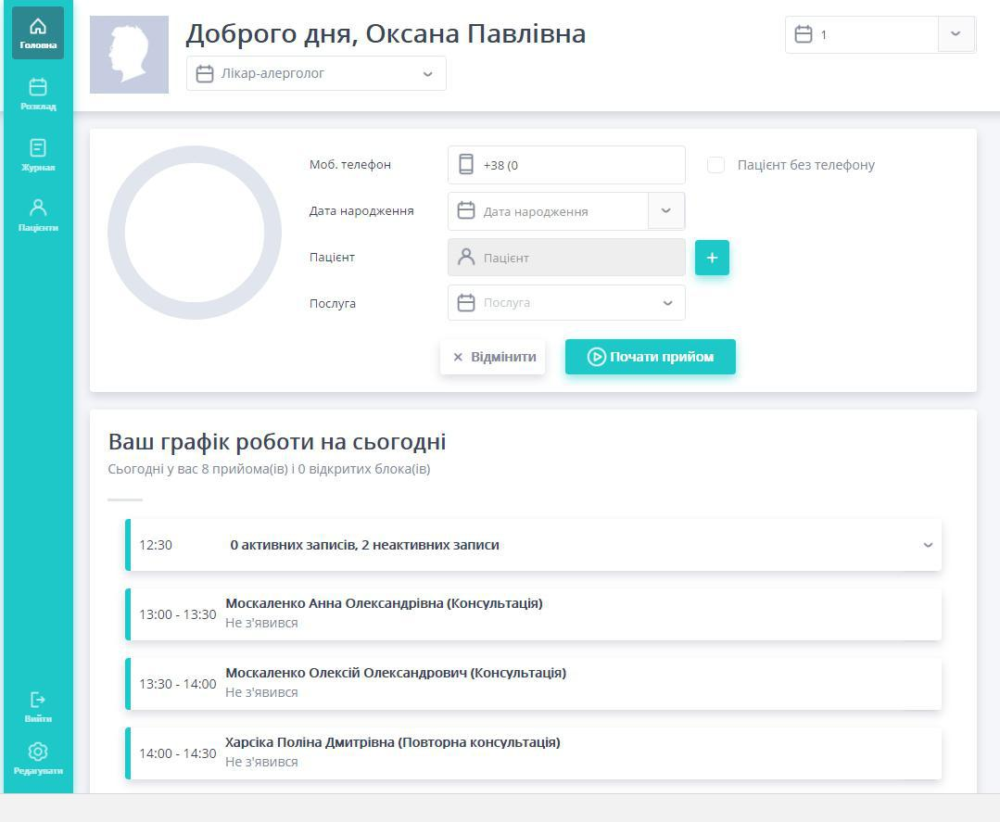 Головна
Розклад
Журнал
Пацієнти
Вийти
Редагувати
Доброго дня, Оксана Павлівна
Лікар-алерголог
1
Моб. телефон
+38 (0
Пацієнт без телефону
Дата народження
Дата народження
Пацієнт
Пацієнт
+
Послуга
Послуга
× Відмінити
Почати прийом
Ваш графік роботи на сьогодні
Сьогодні у вас 8 прийома(ів) і 0 відкритих блока(ів)
12:30
0 активних записів, 2 неактивних записи
13:00 - 13:30
Москаленко Анна Олександрівна (Консультація)
Не з'явився
13:30 - 14:00
Москаленко Олексій Олександрович (Консультація)
Не з'явився
14:00 - 14:30
Харсіка Поліна Дмитрівна (Повторна консультація)
Не з'явився